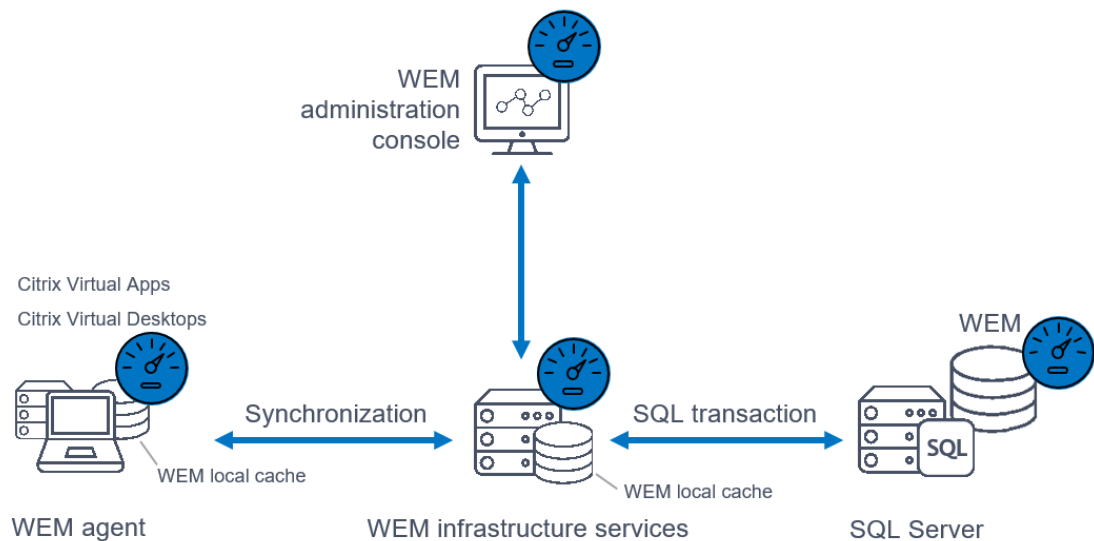 WEM
administration
console
Citrix Virtual Apps
Citrix Virtual Desktops
WEM
Synchronization
SQL transaction
SQL
WEM local cache
WEM local cache
WEM agent
WEM infrastructure services
SQL Server